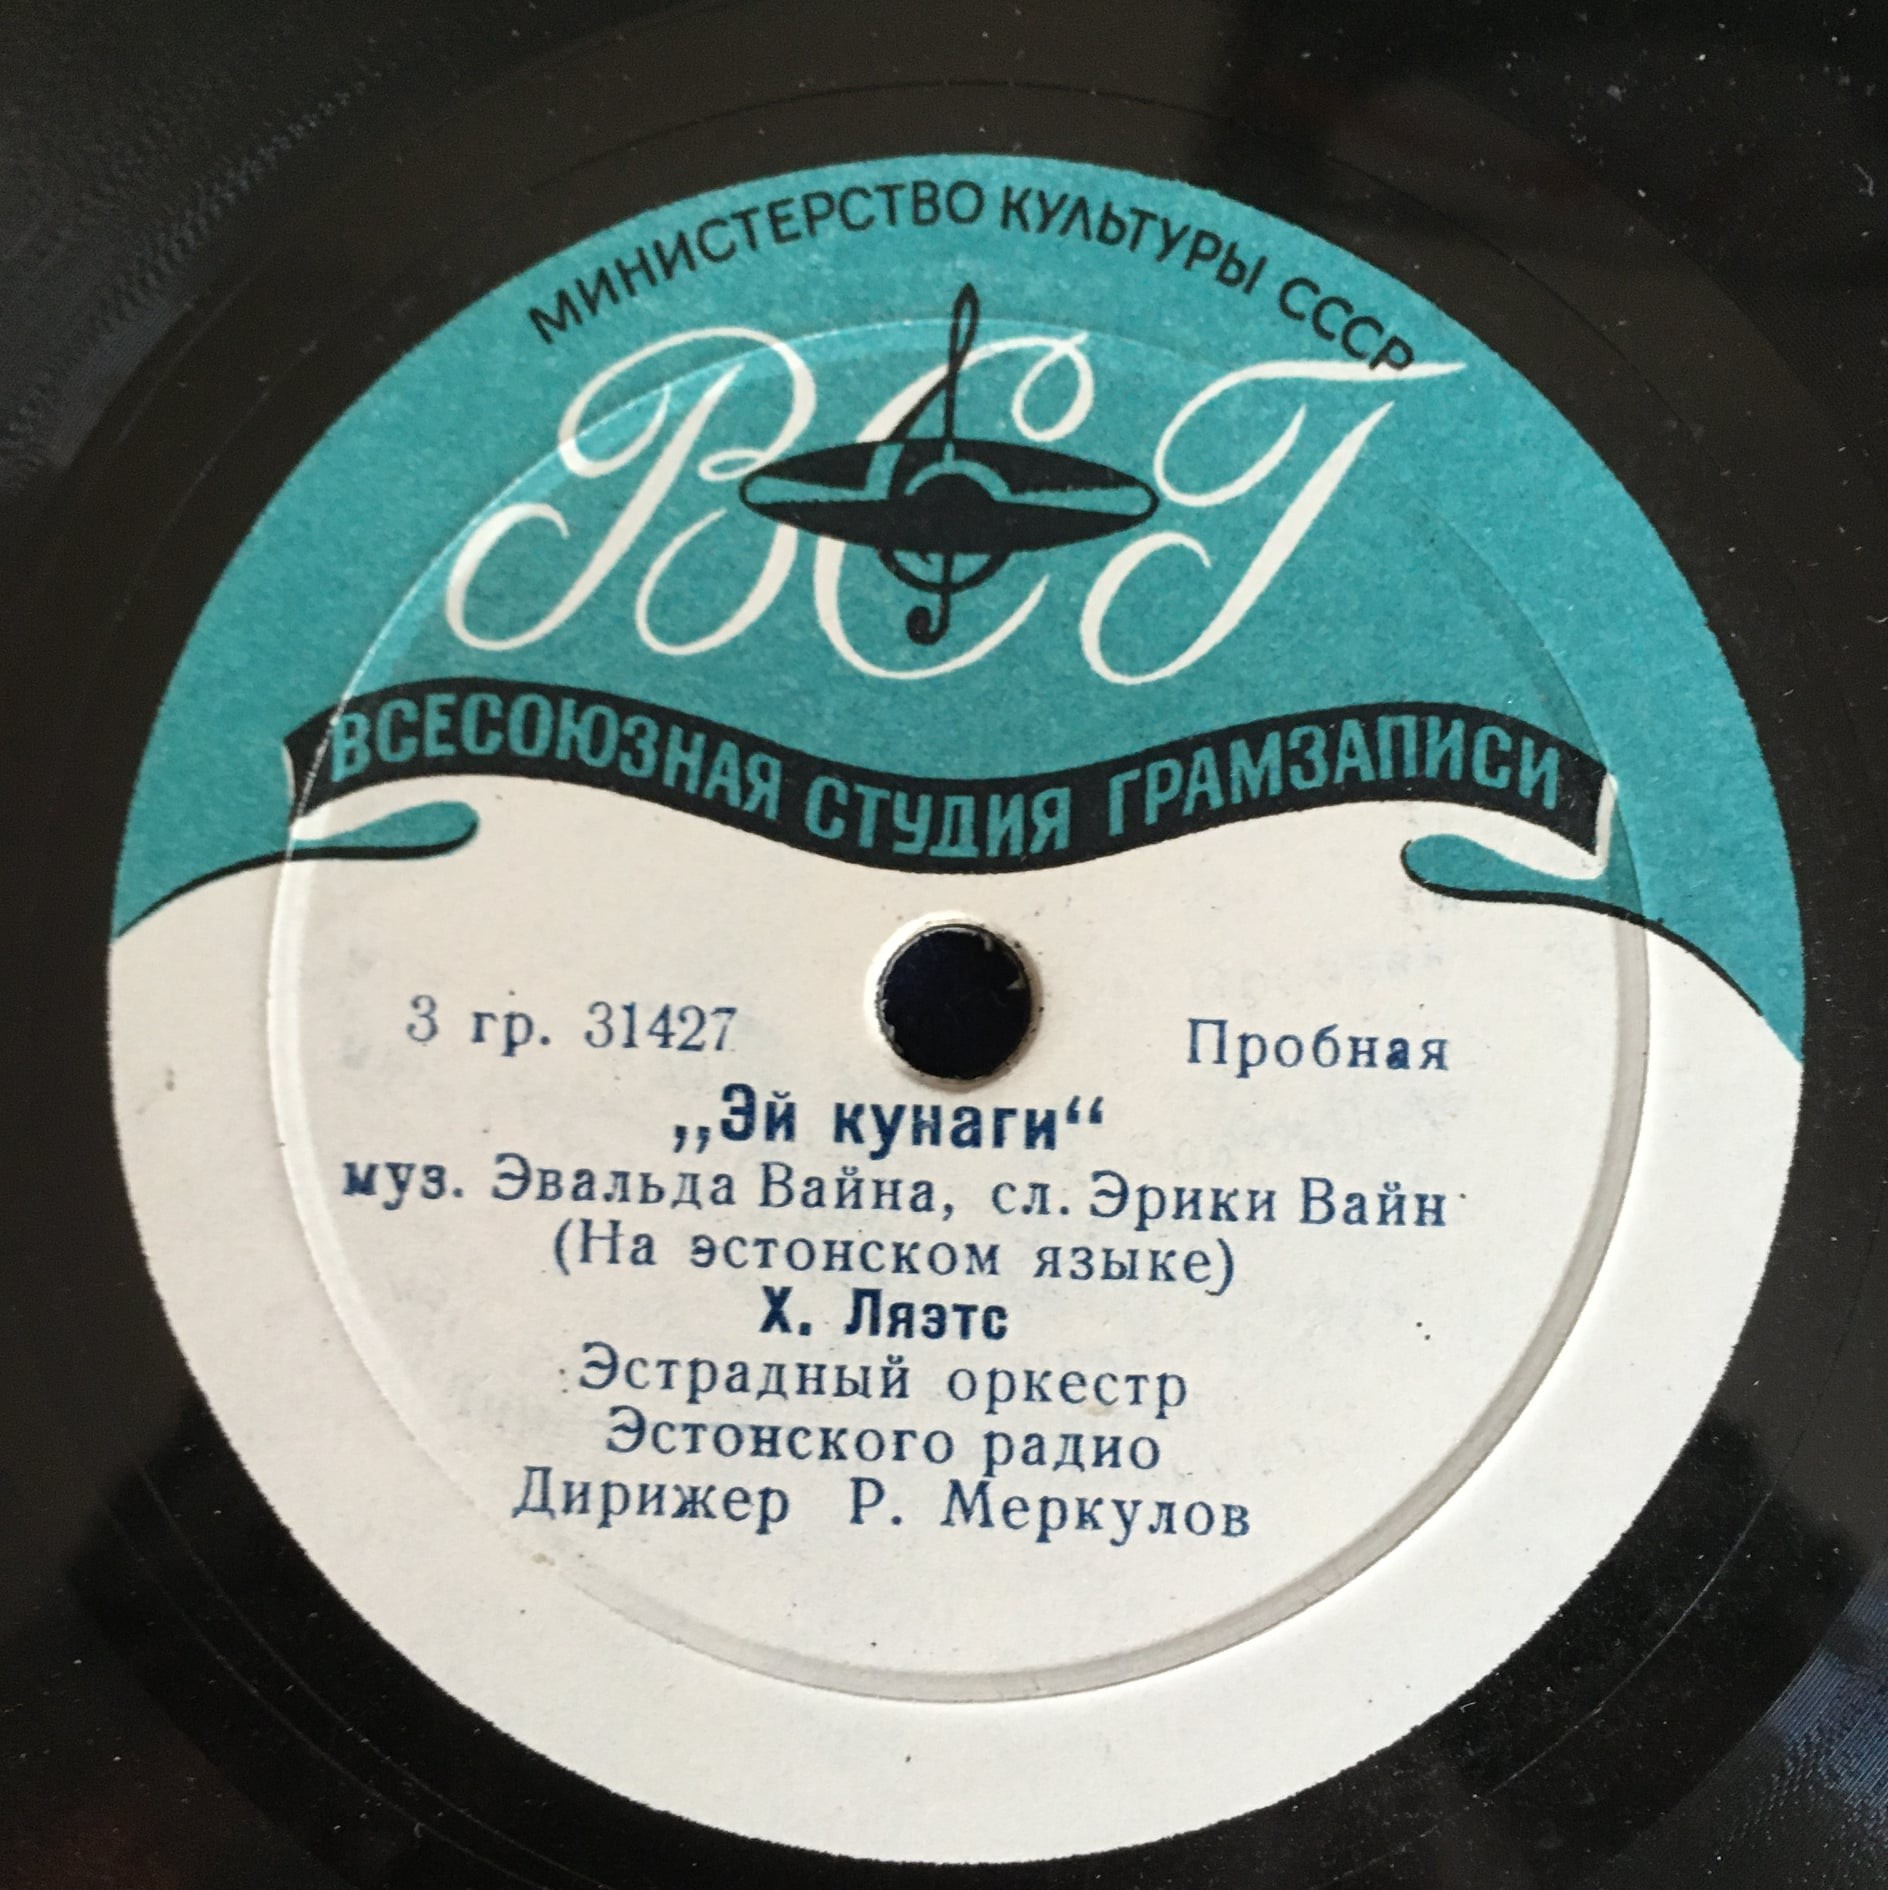 МИНИСТЕРСТВО КУЛЬТУРЫ СССР
ВСГ
ВСЕСОЮЗНАЯ СТУДИЯ ГРАМЗАПИСИ
3 гр. 31427 Пробная
„Эй кунаги“
муз. Эвальда Вайна, сл. Эрики Вайн
(На эстонском языке)
Х. Ляэтс
Эстрадный оркестр
Эстонского радио
Дирижер Р. Меркулов